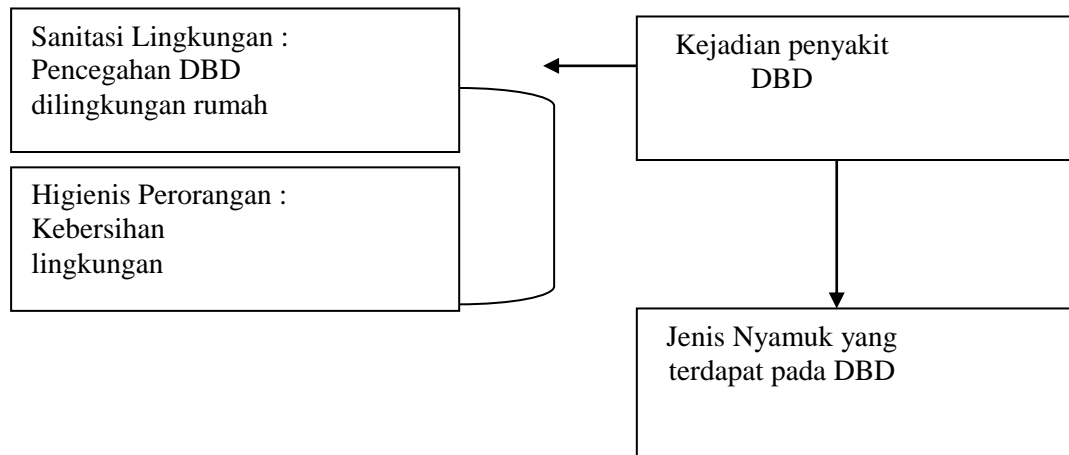 Sanitasi Lingkungan :
Pencegahan DBD
dilingkungan rumah
Higienis Perorangan :
Kebersihan
lingkungan
Kejadian penyakit
DBD
Jenis Nyamuk yang
terdapat pada DBD